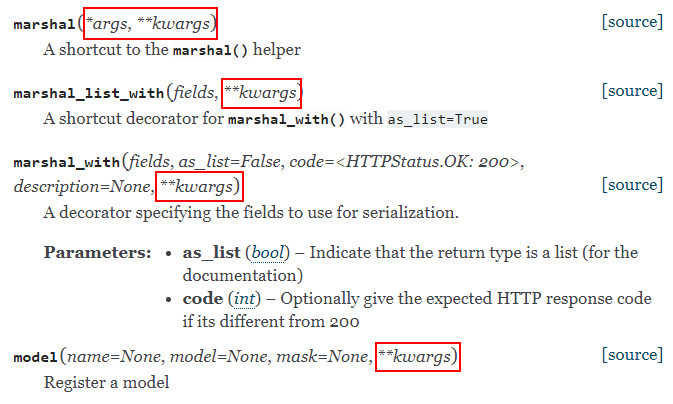 marshal(*args, **kwargs) [source]
A shortcut to the marshal() helper
marshal_list_with(fields, **kwargs) [source]
A shortcut decorator for marshal_with() with as_list=True
marshal_with(fields, as_list=False, code=<HTTPStatus.OK: 200>,
description=None, **kwargs) [source]
A decorator specifying the fields to use for serialization.
Parameters: • as_list (bool) – Indicate that the return type is a list (for the
documentation)
• code (int) – Optionally give the expected HTTP response code
if its different from 200
model(name=None, model=None, mask=None, **kwargs) [source]
Register a model